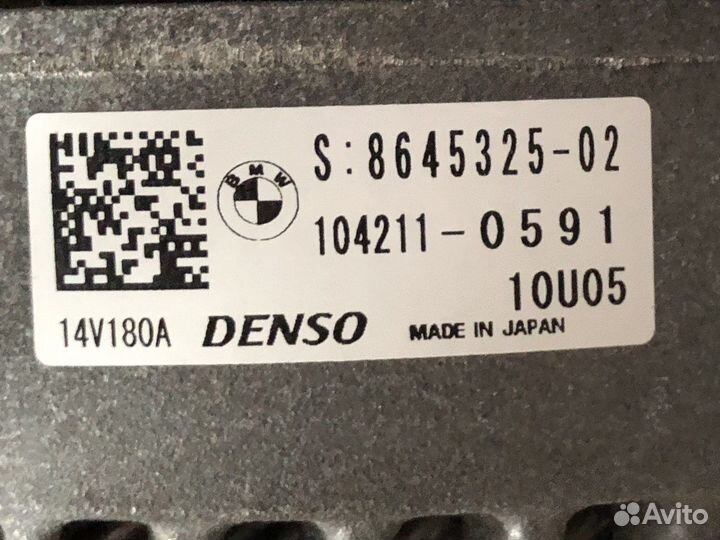 S:8645325-02
BMW
104211-0591
10U05
14V180A DENSO MADE IN JAPAN
Avito